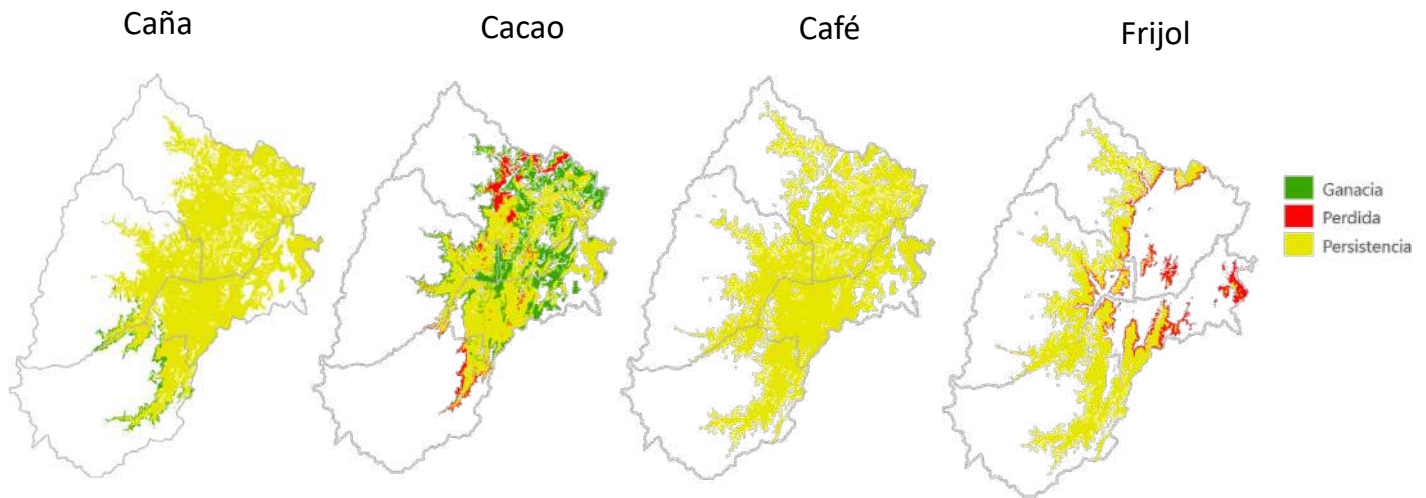 Caña
Cacao
Café
Frijol
Ganacia
Perdida
Persistencia